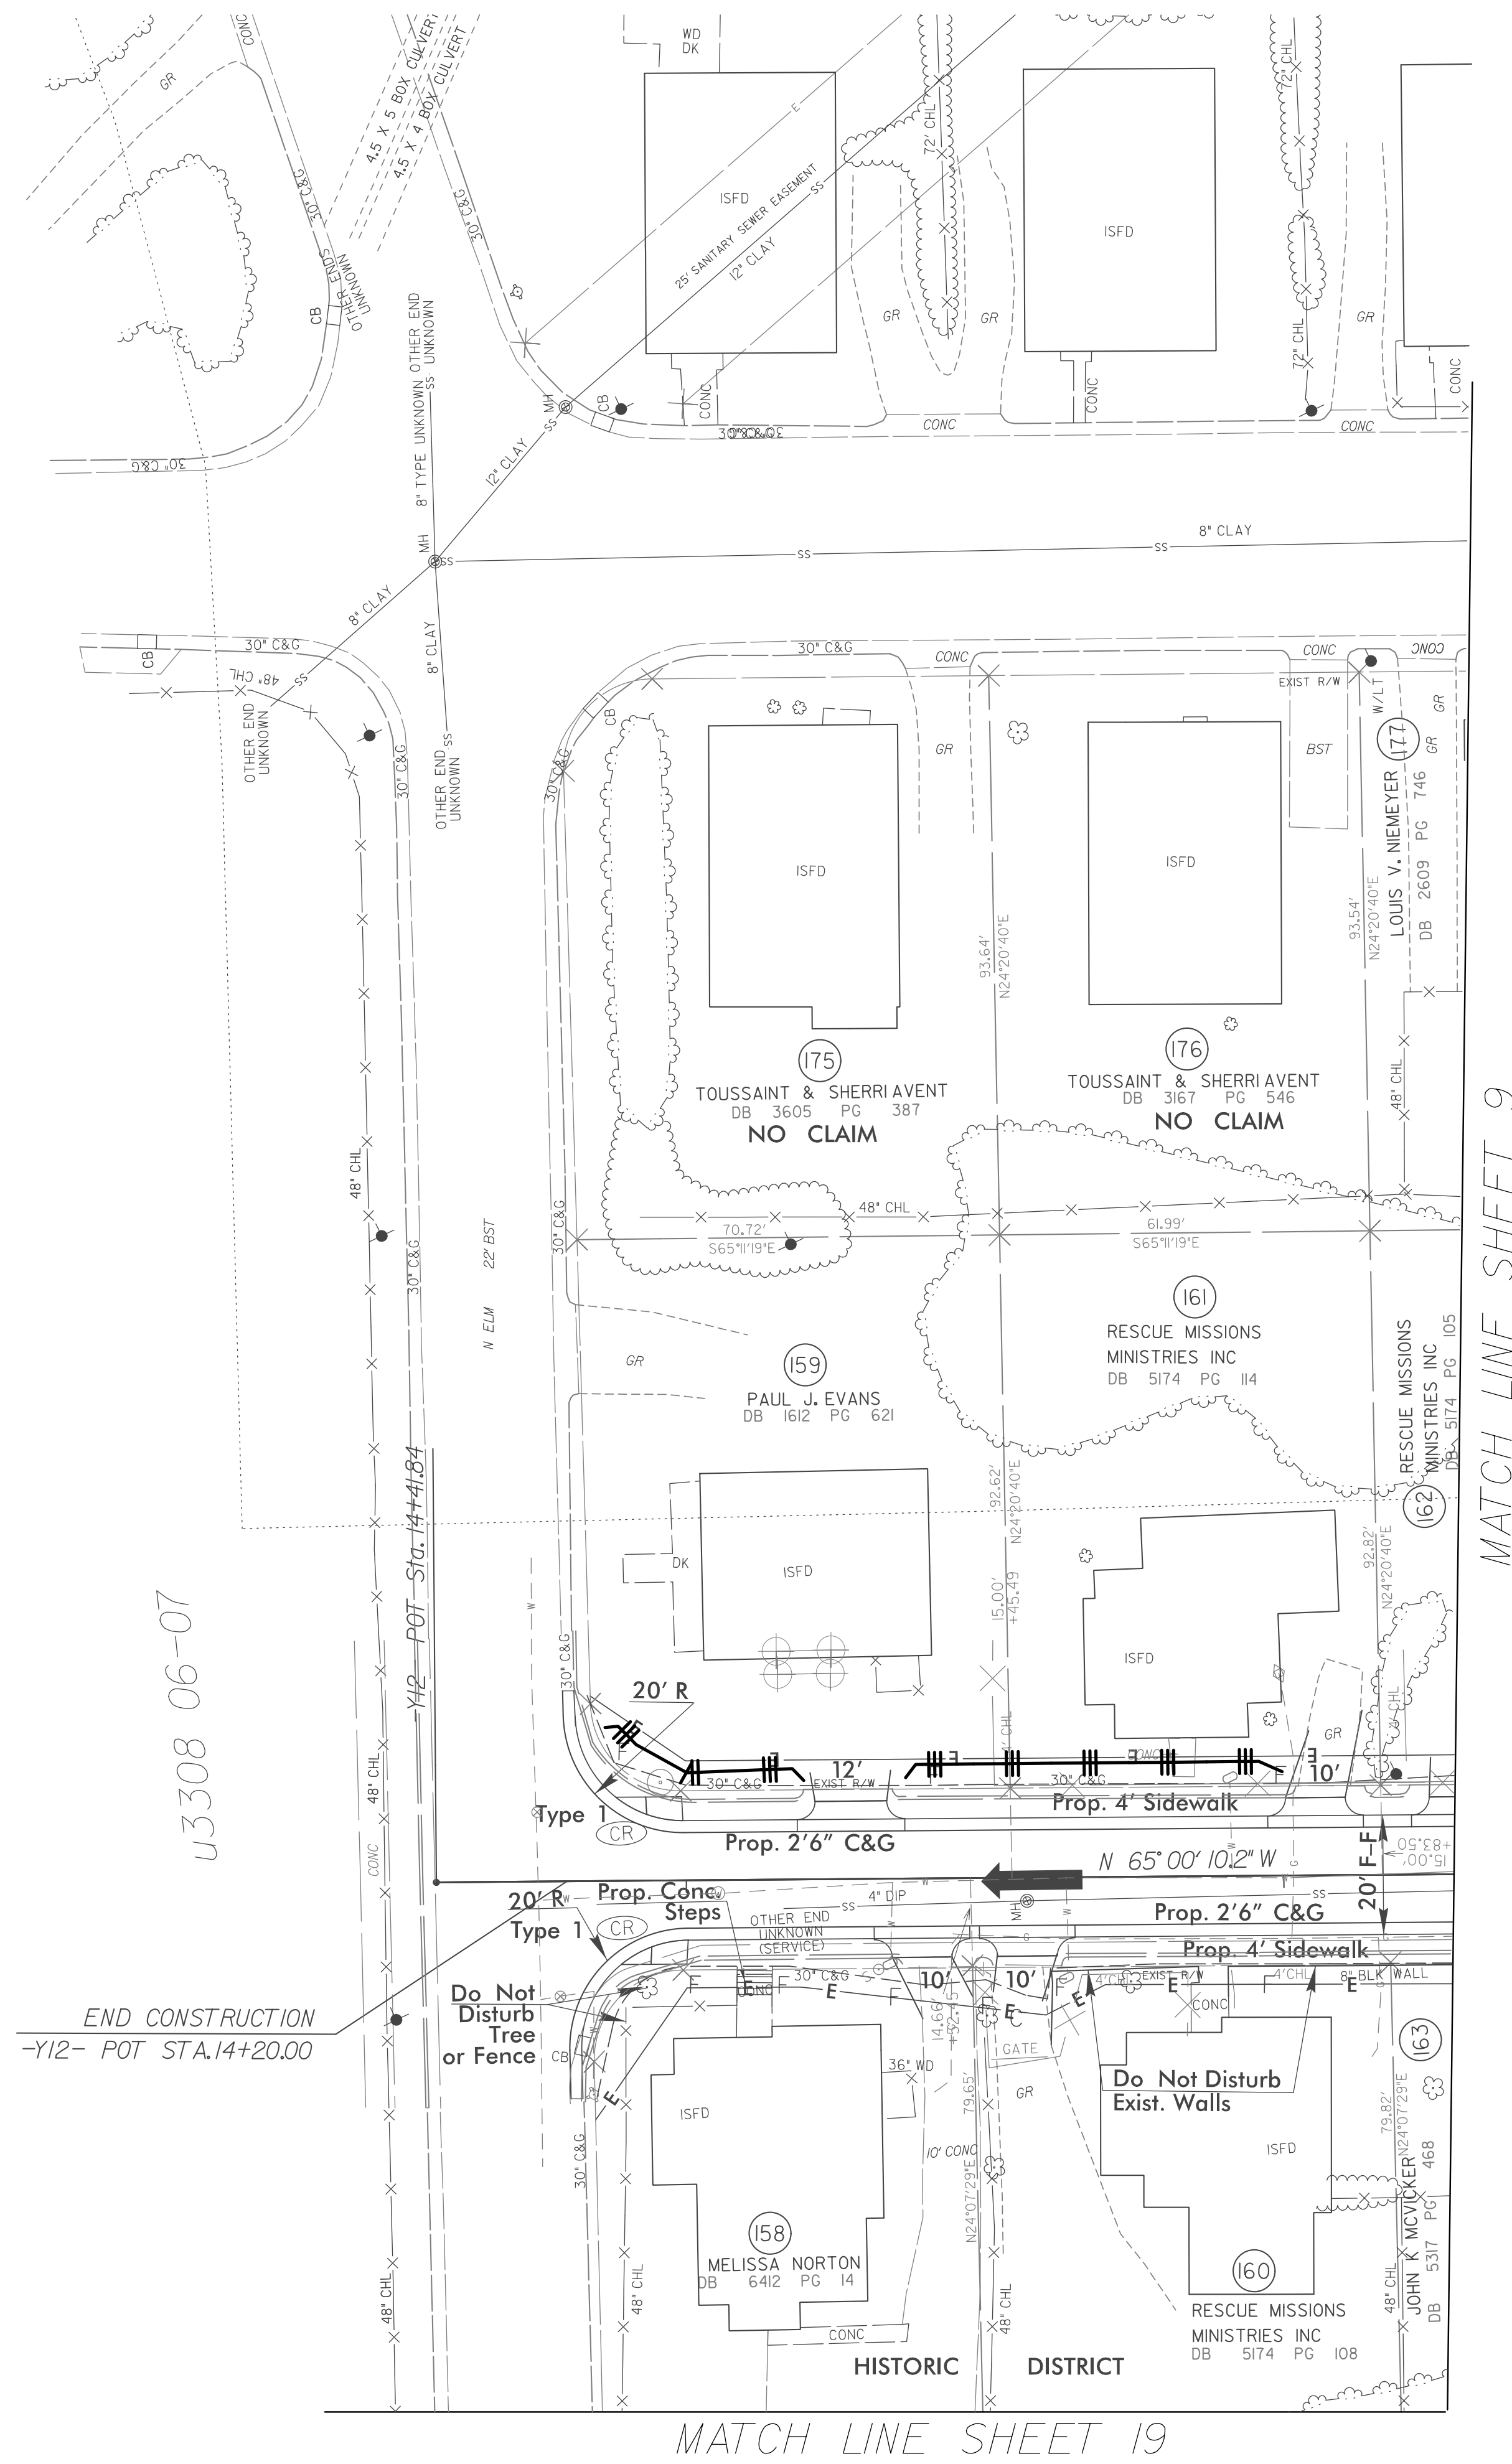 CONC
GR
4.5 X 5 BOX CULVERT
4.5 X 4 BOX CULVERT
30" C&G
30" C&G
OTHER ENDS
UNKNOWN
CB
WD
DK
E
ISFD
25' SANITARY SEWER EASEMENT
SS
12" CLAY
72' CHL
GR
GR
ISFD
72" CHL
72" CHL
GR
CONC
CONC
CONC
CONC
CONC
8" TYPE UNKNOWN OTHER END
UNKNOWN
SS
MH
CB
SS
12" CLAY
30" C&G
30" C&G
MH
SS
SS
SS
8" CLAY
8" CLAY
8" CLAY
30" C&G
CB
48" CHL
SS
OTHER END
UNKNOWN
SS
OTHER END
UNKNOWN
30" C&G
30" C&G
CONC
CONC
CONC
EXIST R/W
W/LT
CB
30" C&G
GR
BST
GR
GR
LOUIS V. NIEMEYER 177
DB 2609 PG 746
ISFD
ISFD
93.64'
N24°20'40"E
93.54'
N24°20'40"E
175
TOUSSAINT & SHERRI AVENT
DB 3605 PG 387
NO CLAIM
176
TOUSSAINT & SHERRI AVENT
DB 3167 PG 546
NO CLAIM
48" CHL
48" CHL
48" CHL
70.72'
S65°11'19"E
61.99'
S65°11'19"E
30" C&G
30" C&G
22' BST
N ELM
GR
159
PAUL J. EVANS
DB 1612 PG 621
161
RESCUE MISSIONS
MINISTRIES INC
DB 5174 PG 114
162
RESCUE MISSIONS
MINISTRIES INC
DB 5174 PG 105
MATCH LINE SHEET 9
-Y12- POT Sta. 14+41.84
92.62'
N24°20'40"E
92.82'
N24°20'40"E
DK
ISFD
W
15.00'
+45.49
ISFD
u3308 06-07
30" C&G
20' R
F
4' CHL
4' CHL
GR
CONC
E
E
E
E
12'
10'
30" C&G
EXIST R/W
30" C&G
48" CHL
CONC
Type 1
CR
Prop. 4' Sidewalk
Prop. 2'6" C&G
N 65° 00' 10.2" W
20' F-F
+83.50
15.00'
20' R
Type 1
CR
Prop. Conc.
Steps
4" DIP
SS
SS
MH
OTHER END
UNKNOWN
(SERVICE)
Prop. 2'6" C&G
Prop. 4' Sidewalk
30" C&G
CONC
F
F
E
E
F
10'
10'
E
E
E
E
4'CHL
EXIST R/W
4'CHL
8" BLK WALL
CONC
Do Not
Disturb
Tree
or Fence
CB
END CONSTRUCTION
-Y12- POT STA. 14+20.00
E
14.66'
+52.45
GATE
GR
36" WD
79.65'
N24°07'29"E
Do Not Disturb
Exist. Walls
163
JOHN K MCVICKER
DB 5317 PG 468
79.82'
N24°07'29"E
ISFD
ISFD
10' CONC
30" C&G
158
MELISSA NORTON
DB 6412 PG 14
160
RESCUE MISSIONS
MINISTRIES INC
DB 5174 PG 108
48" CHL
48" CHL
48" CHL
48" CHL
CONC
HISTORIC DISTRICT
MATCH LINE SHEET 19